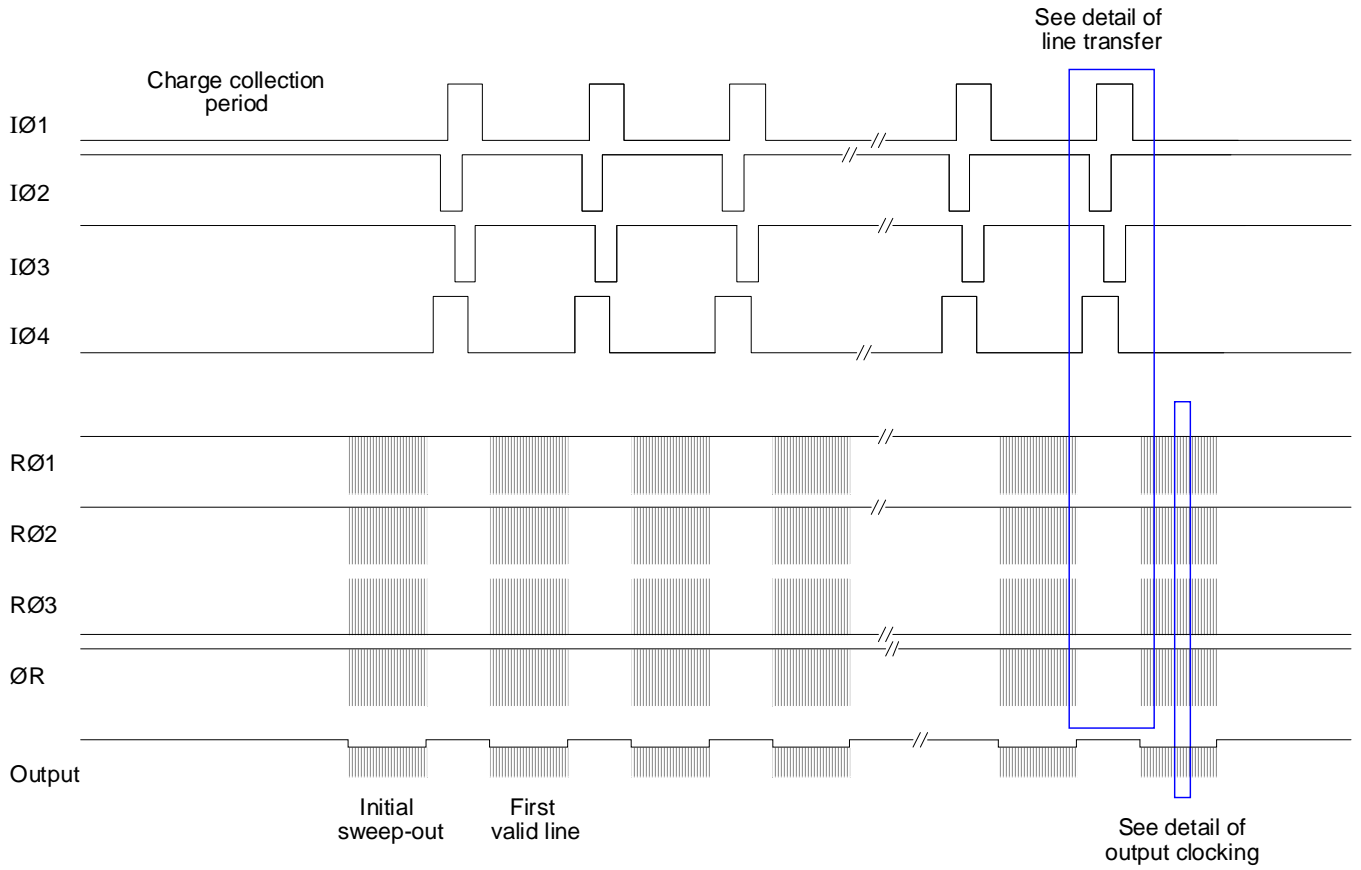 See detail of
line transfer
Charge collection
period
IØ1
IØ2
IØ3
IØ4
RØ1
RØ2
RØ3
ØR
Output
Initial
sweep-out
First
valid line
See detail of
output clocking